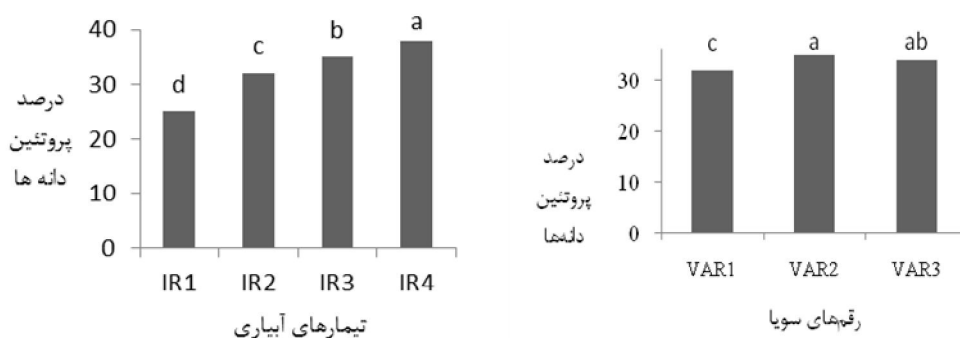 40
30
20
10
0
d
c
b
a
درصد
پروتئین
دانه ها
IR1 IR2 IR3 IR4
تیمارهای آبیاری
30
20
10
0
c
a
ab
درصد
پروتئین
دانه‌ها
VAR1 VAR2 VAR3
رقم‌های سویا